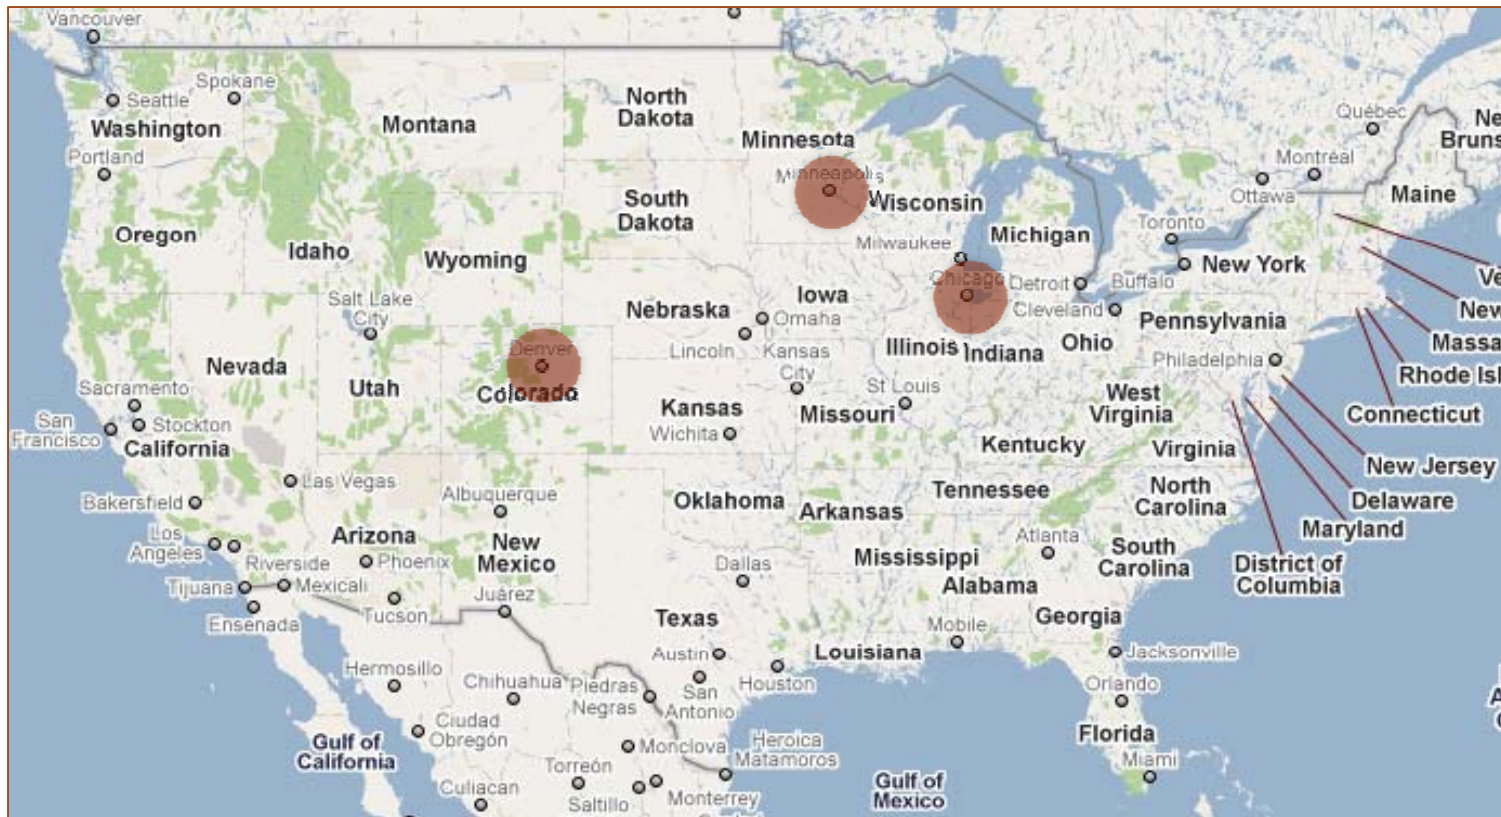 Vancouver
Spokane
Seattle
Washington
Portland
Montana
North
Dakota
Minnesota
Minneapolis
Québec
Montréal
Ottawa
Maine
Oregon
Idaho
Wyoming
South
Dakota
Wisconsin
Milwaukee
Michigan
Toronto
New York
Buffalo
Salt Lake
City
Nebraska
Iowa
Omaha
Lincoln
Chicago
Detroit
Cleveland
Pennsylvania
Illinois
Indiana
Ohio
Philadelphia
Nevada
Utah
Denver
Colorado
Kansas
City
Kansas
Wichita
St Louis
Missouri
West
Virginia
Virginia
Kentucky
Connecticut
New Jersey
Delaware
Maryland
District of
Columbia
Sacramento
San
Francisco
Stockton
California
Las Vegas
Bakersfield
Los
Angeles
Riverside
Tijuana
Mexicali
Ensenada
Arizona
Phoenix
Tucson
Albuquerque
New
Mexico
Juárez
Oklahoma
Arkansas
Tennessee
North
Carolina
South
Carolina
Atlanta
Mississippi
Alabama
Georgia
Dallas
Texas
Austin
San
Antonio
Houston
Louisiana
Mobile
Jacksonville
Orlando
Florida
Miami
Hermosillo
Chihuahua
Piedras
Negras
Ciudad
Obregón
Gulf of
California
Monclova
Heroica
Matamoros
Torreón
Culiacan
Saltillo
Monterrey
Gulf of
Mexico